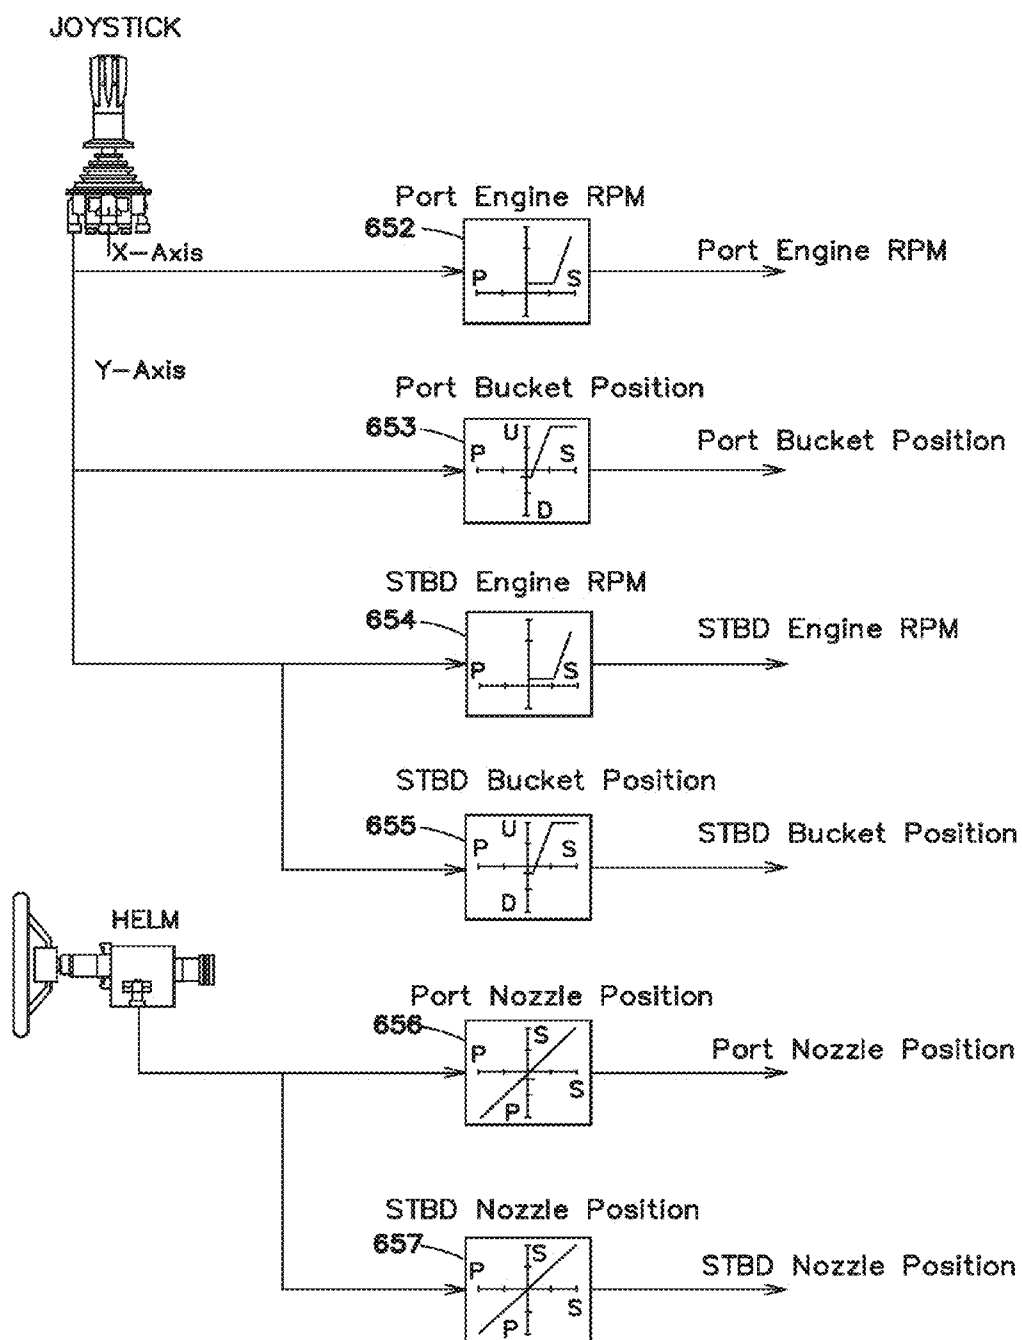 JOYSTICK
X-Axis
Y-Axis
Port Engine RPM
652
P S
Port Engine RPM
Port Bucket Position
653
U
P S
D
Port Bucket Position
STBD Engine RPM
654
P S
STBD Engine RPM
STBD Bucket Position
655
U
P S
D
STBD Bucket Position
HELM
Port Nozzle Position
656
S
P
S
P
Port Nozzle Position
STBD Nozzle Position
657
S
P
S
P
STBD Nozzle Position